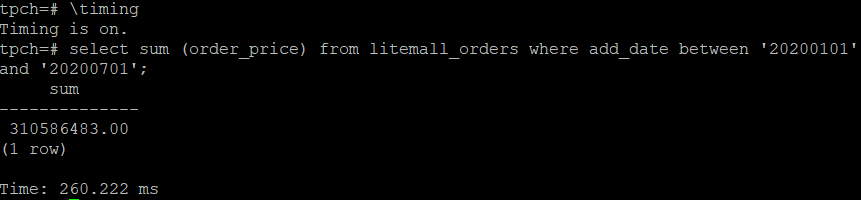 tpch=# \timing
Timing is on.
tpch=# select sum (order_price) from litemall_orders where add_date between '20200101'
and '20200701';
     sum
--------------
 310586483.00
(1 row)

Time: 260.222 ms